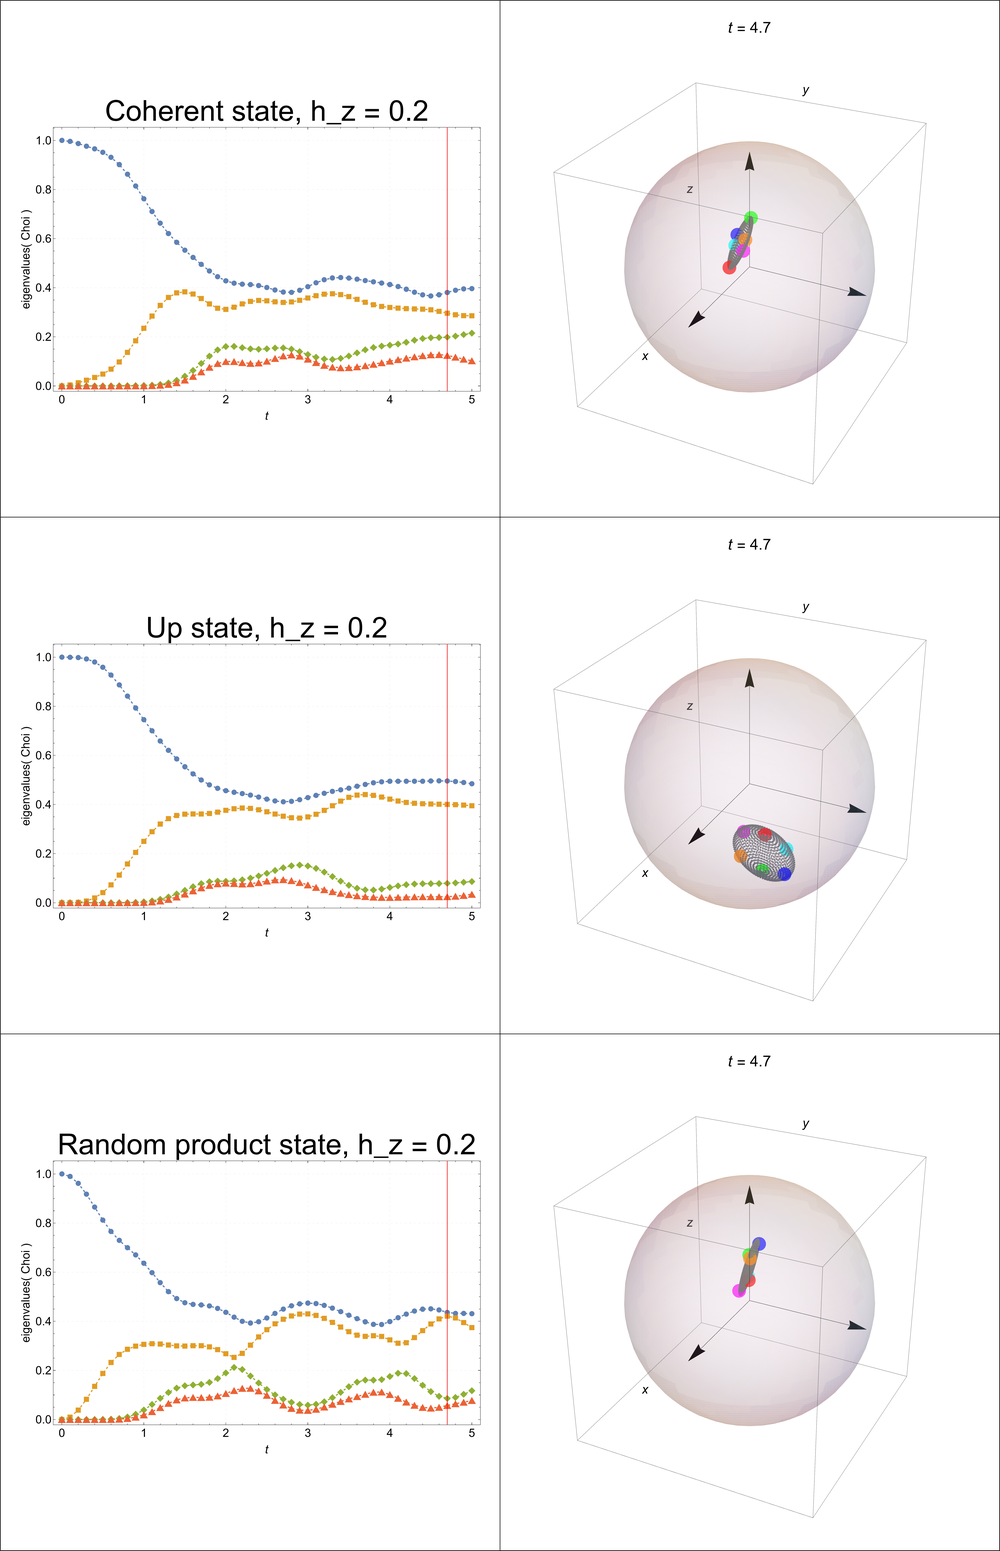 Coherent state, h_z = 0.2
eigenvalues( Choi )
1.0
0.8
0.6
0.4
0.2
0.0
0 1 2 3 4 5
t
t = 4.7
y
z
x
Up state, h_z = 0.2
eigenvalues( Choi )
1.0
0.8
0.6
0.4
0.2
0.0
0 1 2 3 4 5
t
t = 4.7
y
z
x
Random product state, h_z = 0.2
eigenvalues( Choi )
1.0
0.8
0.6
0.4
0.2
0.0
0 1 2 3 4 5
t
t = 4.7
y
z
x